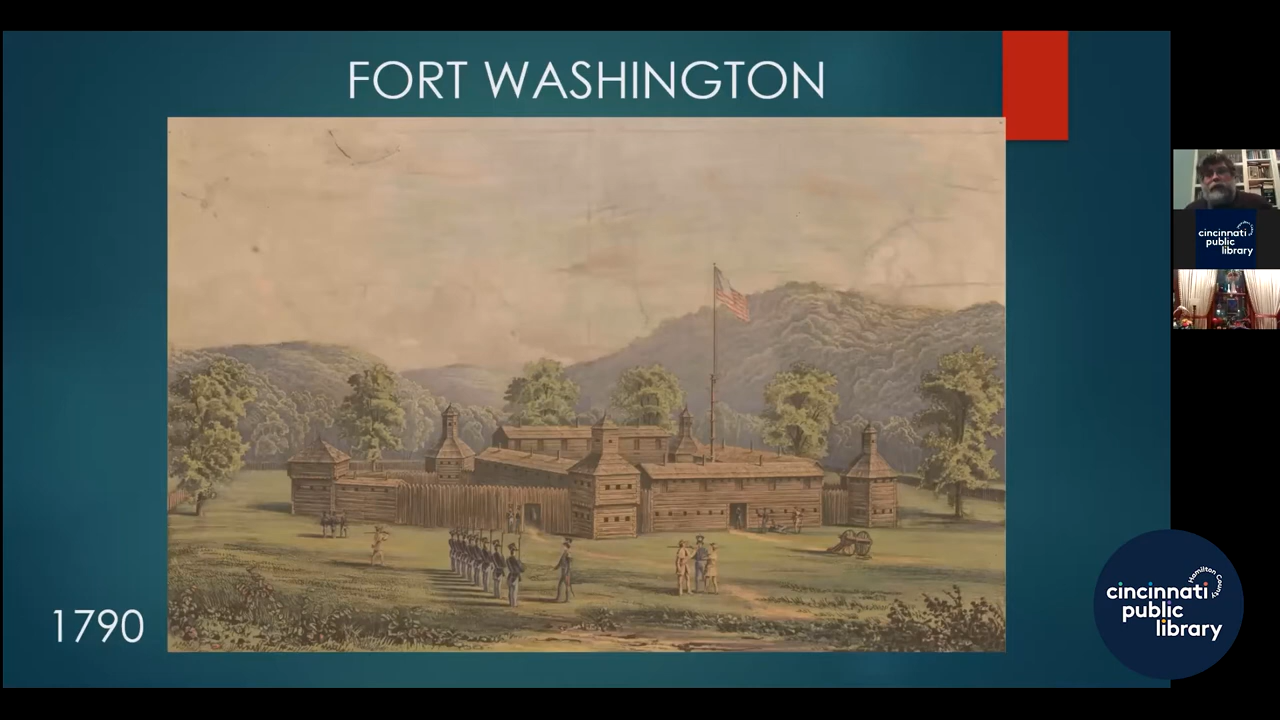 FORT WASHINGTON
1790
cincinnati
public
library
Hamilton County
cincinnati
public
library